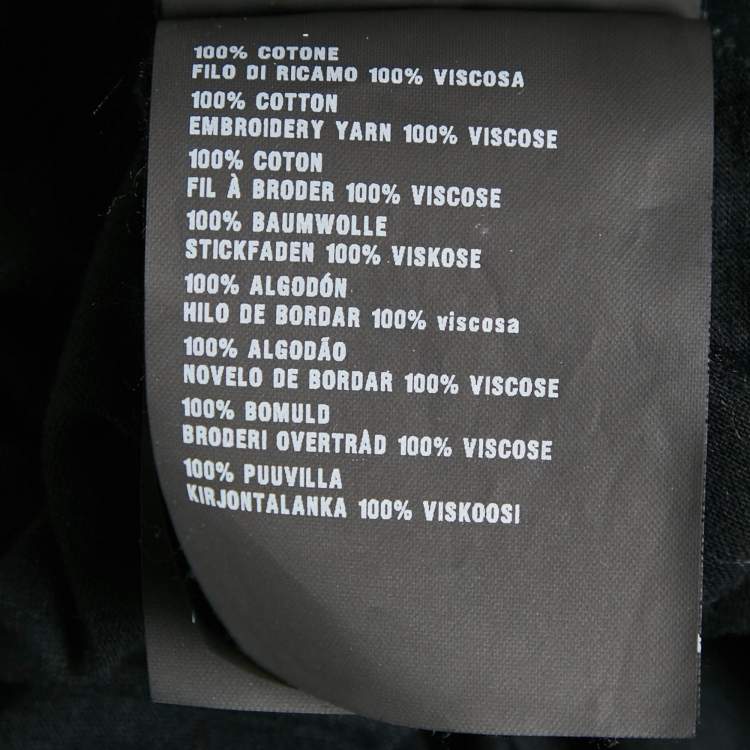 100% COTONE
FILO DI RICAMO 100% VISCOSA
100% COTTON
EMBROIDERY YARN 100% VISCOSE
100% COTON
FIL À BRODER 100% VISCOSE
100% BAUMWOLLE
STICKFADEN 100% VISKOSE
100% ALGODÓN
HILO DE BORDAR 100% viscosa
100% ALGODÃO
NOVELO DE BORDAR 100% VISCOSE
100% BOMULD
BRODERI OVERTRÅD 100% VISCOSE
100% PUUVILLA
KIRJONTALANKA 100% VISKOOSI